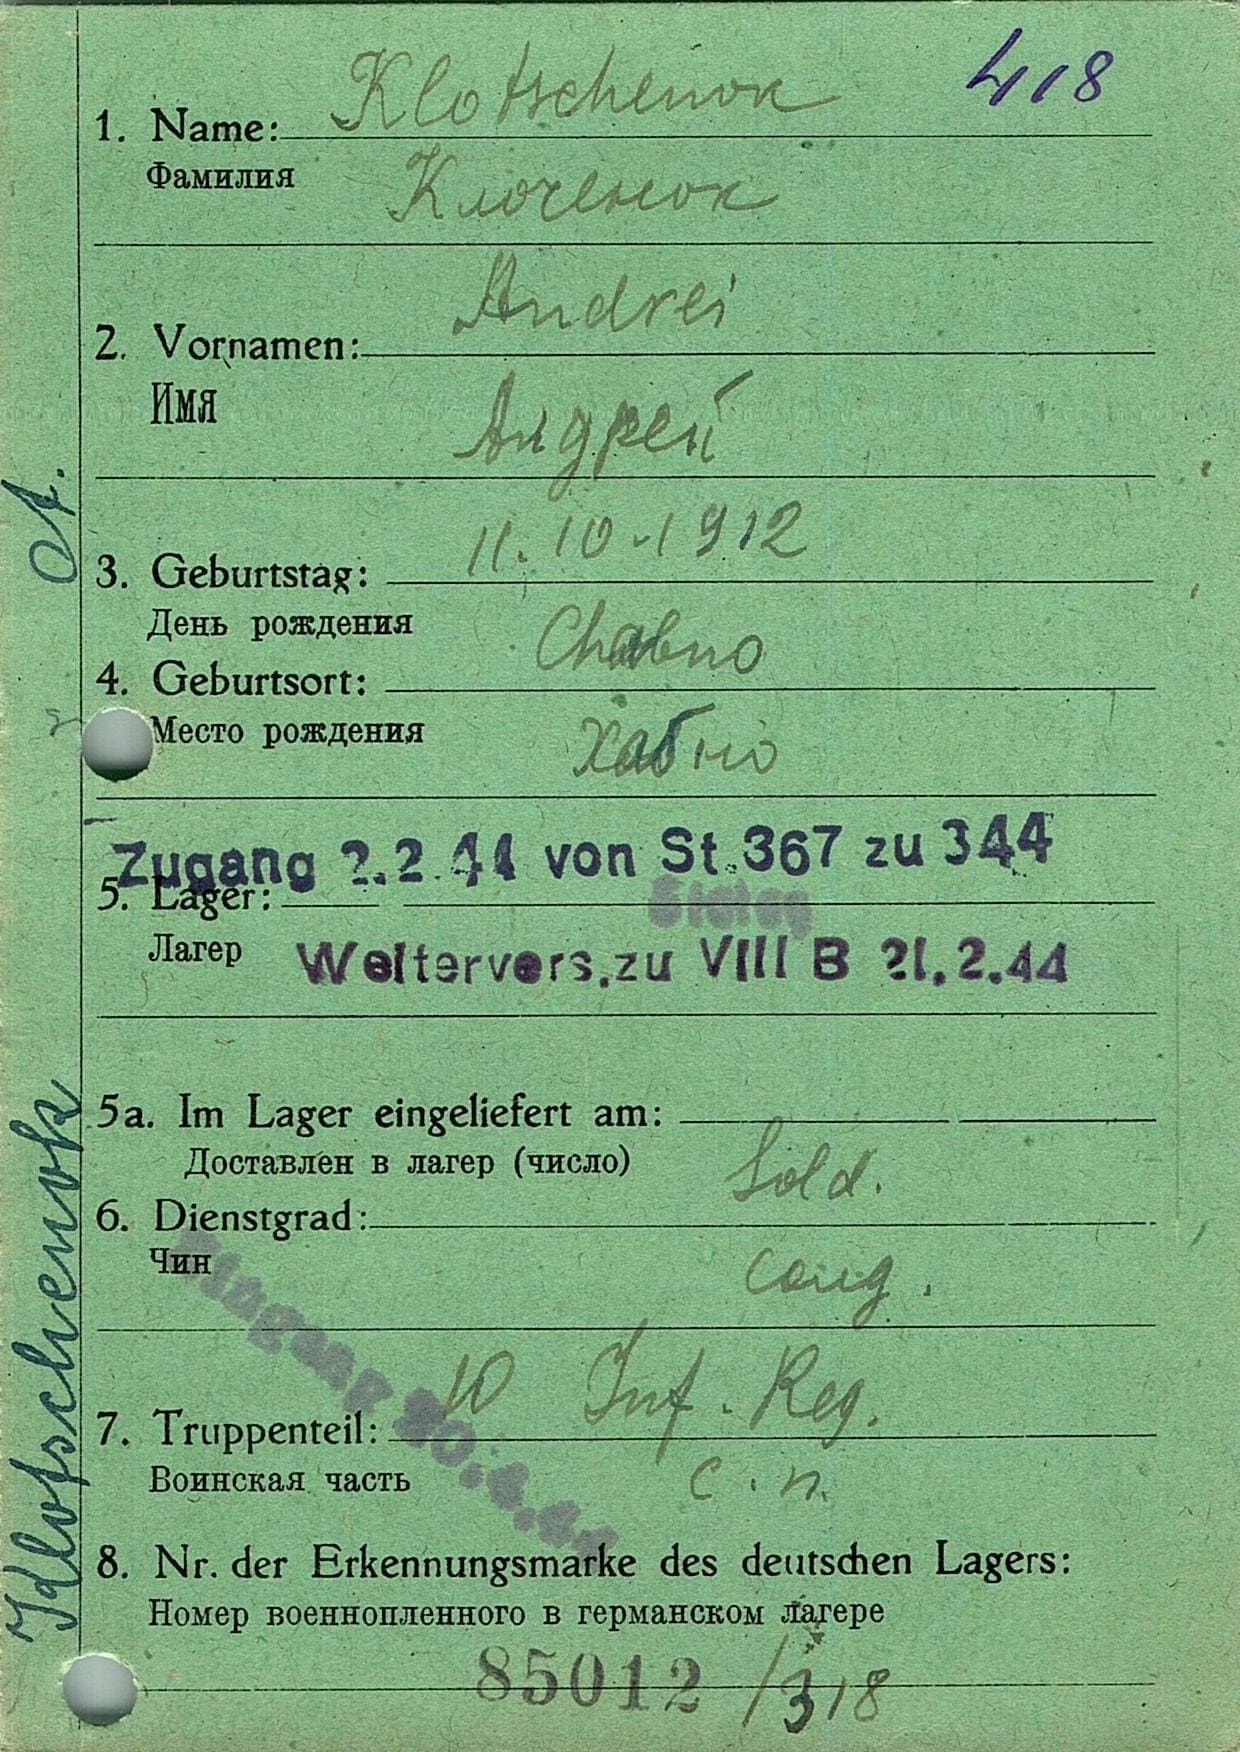 418
Klotschenok
1. Name:
Фамилия
Клоченок
Andrei
2. Vornamen:
Имя
Андрей
11.10.1912
3. Geburtstag:
День рождения
Chabno
4. Geburtsort:
Место рождения
Хабно
Zugang 2.2.44 von St.367 zu 344
5. Lager:
Stalag
Лагер
Weitervers.zu VIII B 21.2.44
5a. Im Lager eingeliefert am:
Доставлен в лагер (число)
Sold.
6. Dienstgrad:
Чин
солд.
10 Inf. Reg.
7. Truppenteil:
Воинская часть
с. п.
8. Nr. der Erkennungsmarke des deutschen Lagers:
Номер военнопленного в германском лагере
85012 /318
Klotschenok A.